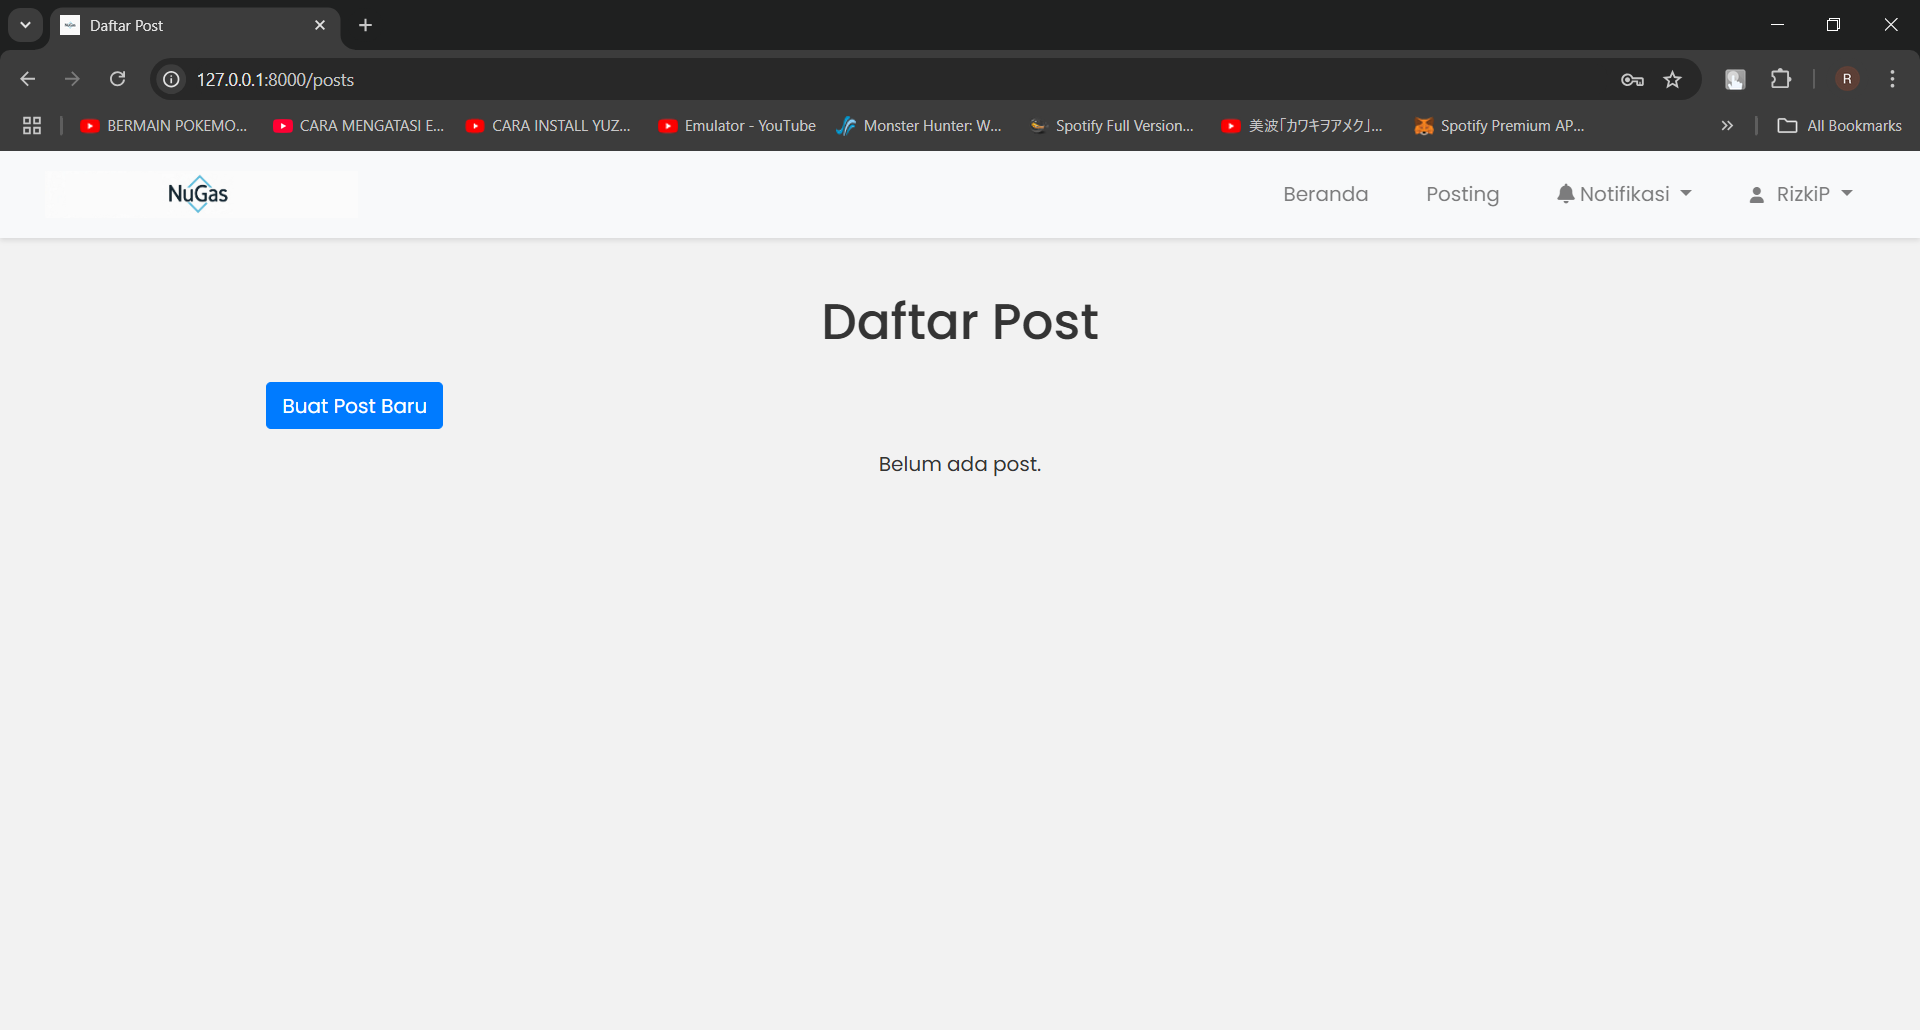 Daftar Post
127.0.0.1:8000/posts
R
BERMAIN POKEMO...
CARA MENGATASI E...
CARA INSTALL YUZ...
Emulator - YouTube
Monster Hunter: W...
Spotify Full Version...
美波「カワキヲアメク」...
Spotify Premium AP...
All Bookmarks
NuGas
Beranda
Posting
Notifikasi
RizkiP
Daftar Post
Buat Post Baru
Belum ada post.